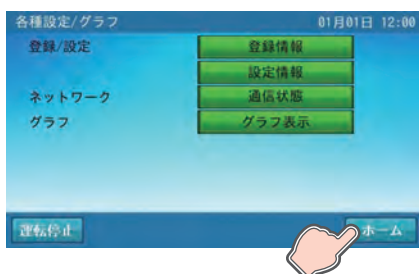 各種設定/グラフ 01月01日 12:00
登録/設定 登録情報
設定情報
ネットワーク 通信状態
グラフ グラフ表示
運転停止 ホーム